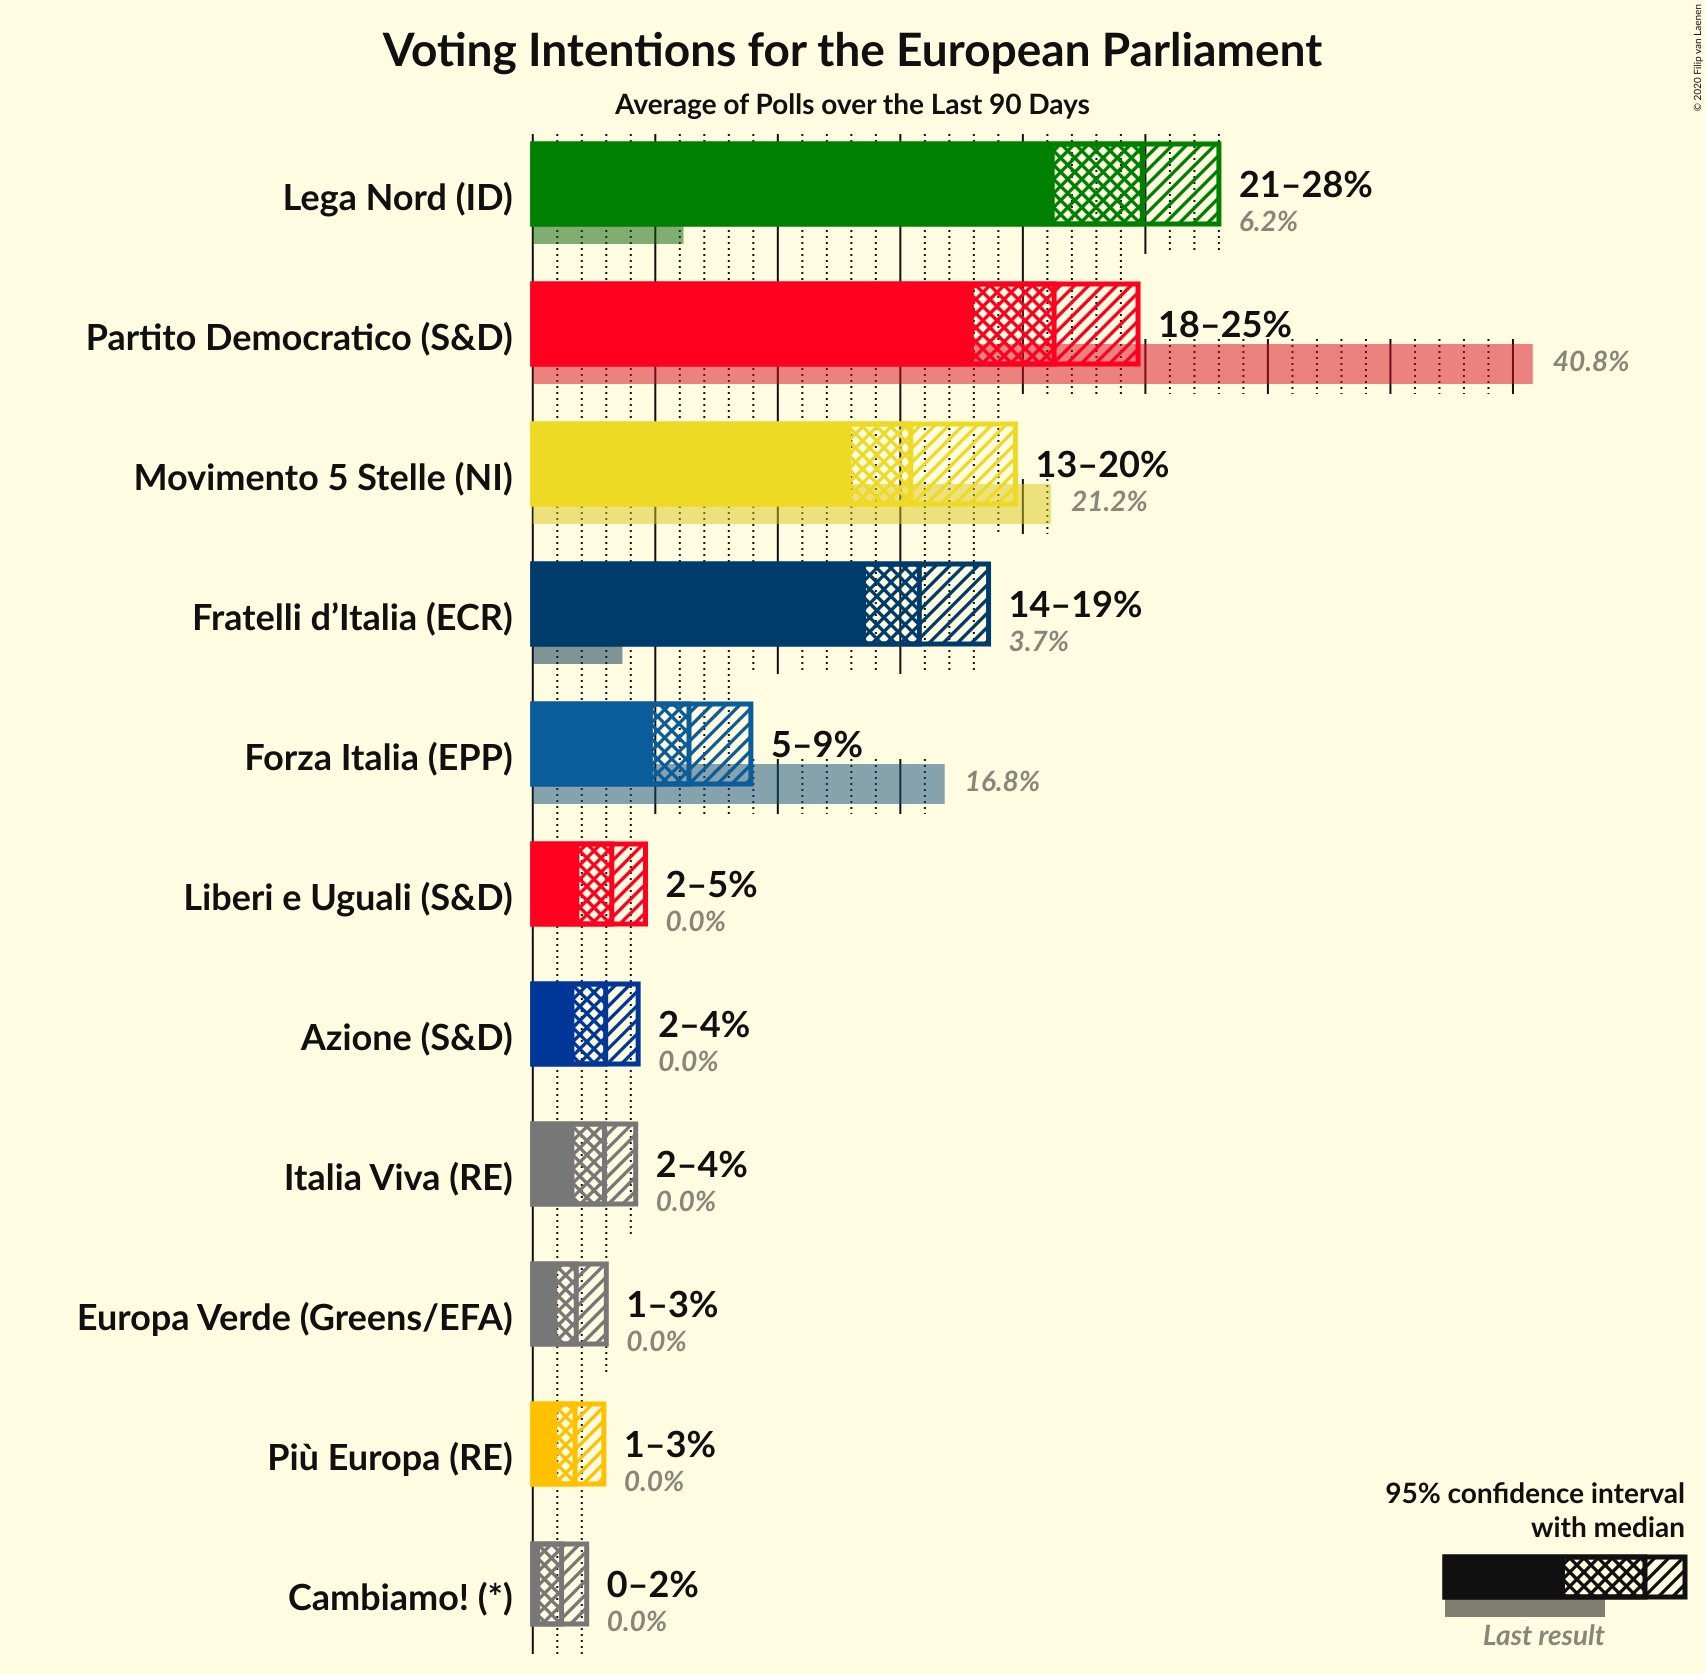 Voting Intentions for the European Parliament
Average of Polls over the Last 90 Days
© 2020 Filip van Laenen
Lega Nord (ID)
21–28%
6.2%
Partito Democratico (S&D)
18–25%
40.8%
Movimento 5 Stelle (NI)
13–20%
21.2%
Fratelli d’Italia (ECR)
14–19%
3.7%
Forza Italia (EPP)
5–9%
16.8%
Liberi e Uguali (S&D)
2–5%
0.0%
Azione (S&D)
2–4%
0.0%
Italia Viva (RE)
2–4%
0.0%
Europa Verde (Greens/EFA)
1–3%
0.0%
Più Europa (RE)
1–3%
0.0%
Cambiamo! (*)
0–2%
0.0%
95% confidence interval
with median
Last result